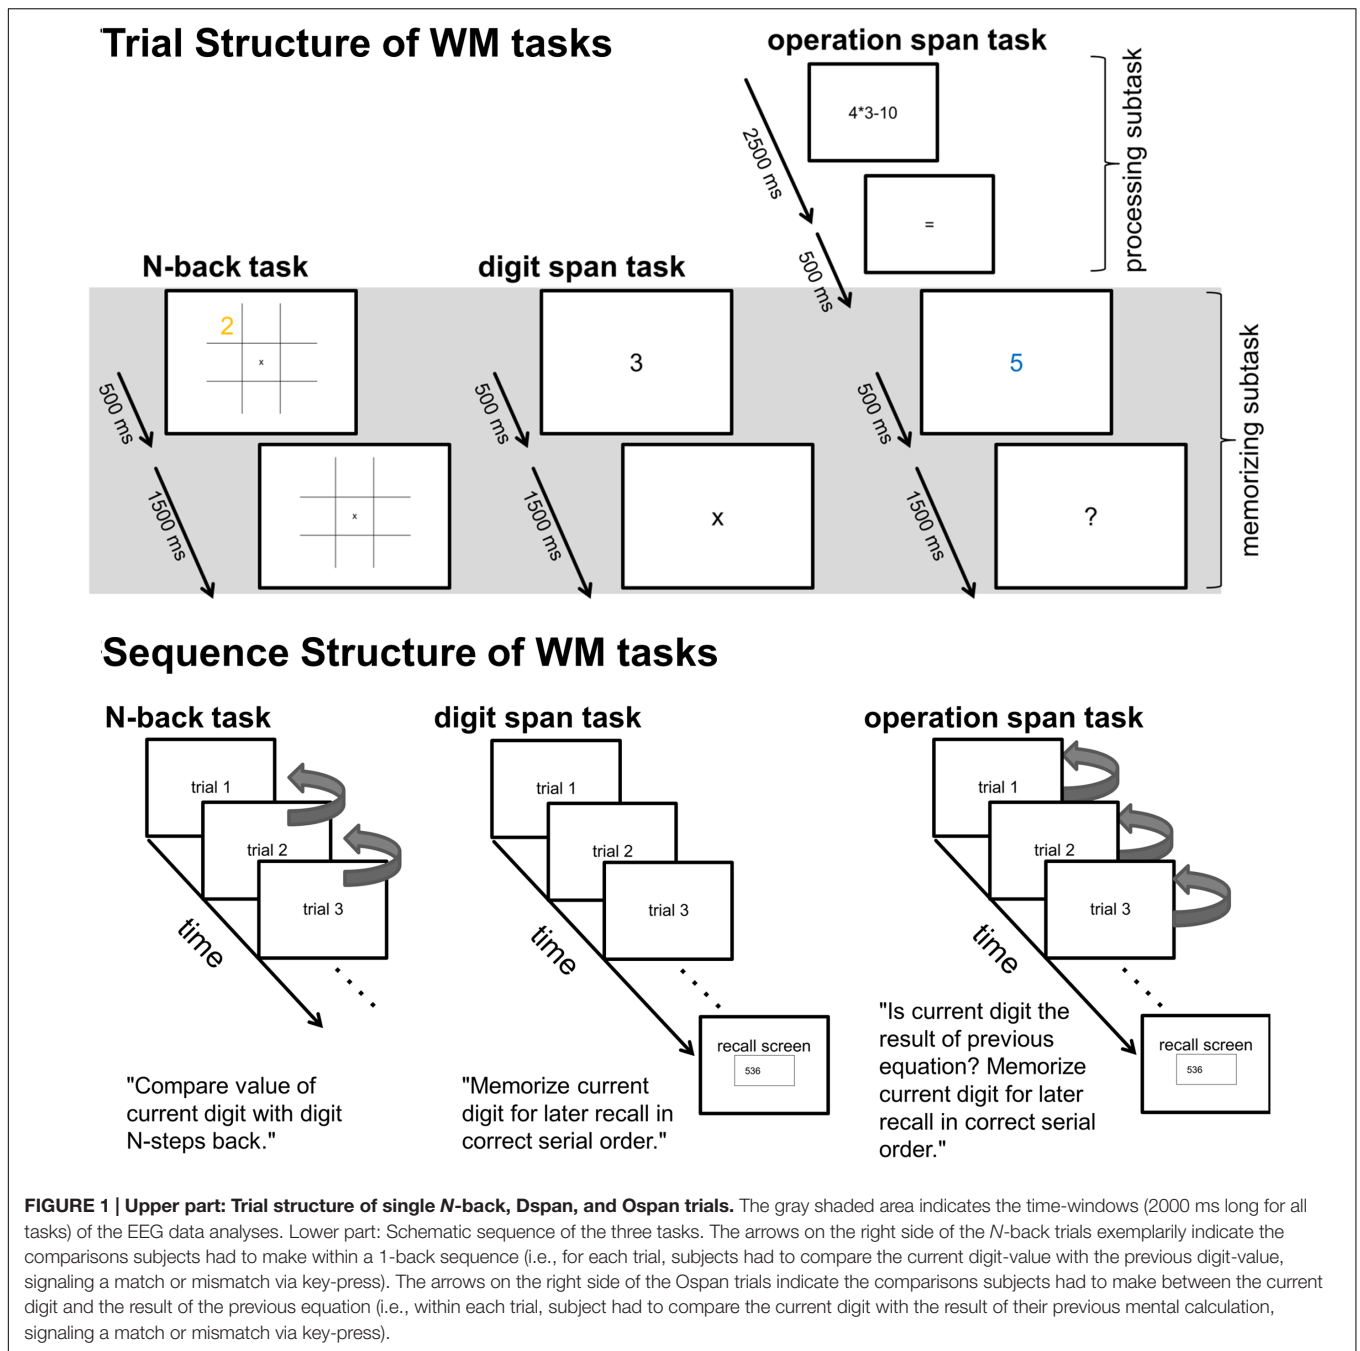 Trial Structure of WM tasks
operation span task
4*3-10
2500 ms
=
500 ms
processing subtask
N-back task
digit span task
2
x
3
5
500 ms
500 ms
500 ms
x
x
?
1500 ms
1500 ms
1500 ms
memorizing subtask
Sequence Structure of WM tasks
N-back task
trial 1
trial 2
trial 3
time
"Compare value of
current digit with digit
N-steps back."
digit span task
trial 1
trial 2
trial 3
time
recall screen
536
"Memorize current
digit for later recall in
correct serial order."
operation span task
trial 1
trial 2
trial 3
time
recall screen
536
"Is current digit the
result of previous
equation? Memorize
current digit for later
recall in correct serial
order."
FIGURE 1 | Upper part: Trial structure of single N-back, Dspan, and Ospan trials. The gray shaded area indicates the time-windows (2000 ms long for all
tasks) of the EEG data analyses. Lower part: Schematic sequence of the three tasks. The arrows on the right side of the N-back trials exemplarily indicate the
comparisons subjects had to make within a 1-back sequence (i.e., for each trial, subjects had to compare the current digit-value with the previous digit-value,
signaling a match or mismatch via key-press). The arrows on the right side of the Ospan trials indicate the comparisons subjects had to make between the current
digit and the result of the previous equation (i.e., within each trial, subject had to compare the current digit with the result of their previous mental calculation,
signaling a match or mismatch via key-press).